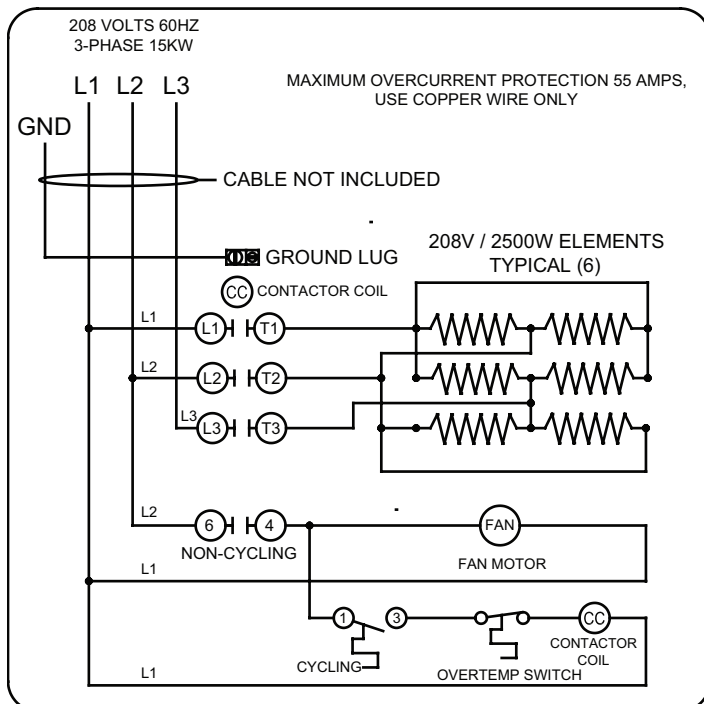 208 VOLTS 60HZ
3-PHASE 15KW
L1 L2 L3
MAXIMUM OVERCURRENT PROTECTION 55 AMPS,
USE COPPER WIRE ONLY
GND
CABLE NOT INCLUDED
GROUND LUG
208V / 2500W ELEMENTS
TYPICAL (6)
CC CONTACTOR COIL
L1 L1 T1
L2 L2 T2
L3 L3 T3
L2 6 4 FAN
NON-CYCLING
FAN MOTOR
L1
1 3 CC
CONTACTOR
COIL
CYCLING
OVERTEMP SWITCH
L1